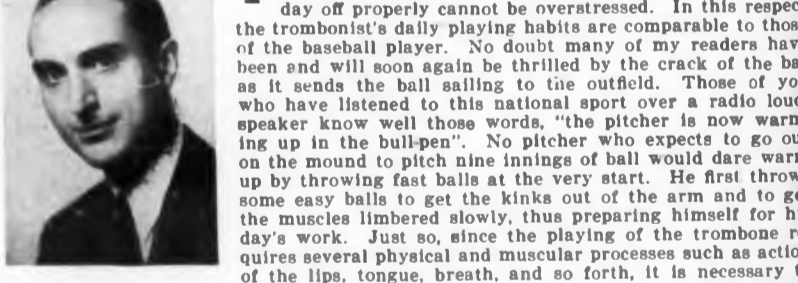 day off properly cannot be overstressed. In this respec
the trombonist's daily playing habits are comparable to thos
of the baseball player. No doubt many of my readers hav
been and will soon again be thrilled by the crack of the ba
as it sends the ball sailing to the outfield. Those of yo
who have listened to this national sport over a radio loud
speaker know well those words, "the pitcher is now warm
ing up in the bull-pen". No pitcher who expects to go ou
on the mound to pitch nine innings of ball would dare warm
up by throwing fast balls at the very start. He first throw
some easy balls to get the kinks out of the arm and to ge
the muscles limbered slowly, thus preparing himself for h
day's work. Just so, since the playing of the trombone r
quires several physical and muscular processes such as actio
of the lips, tongue, breath, and so forth, it is necessary t